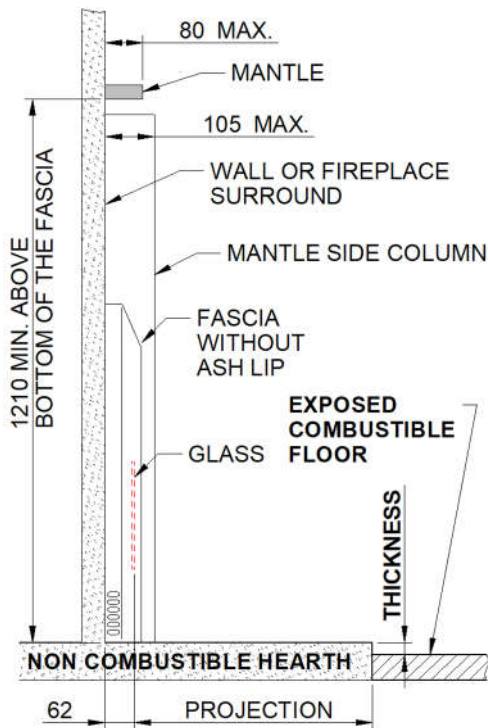 80 MAX.
MANTLE
105 MAX.
WALL OR FIREPLACE
SURROUND
MANTLE SIDE COLUMN
1210 MIN. ABOVE
BOTTOM OF THE FASCIA
FASCIA
WITHOUT
ASH LIP
EXPOSED
COMBUSTIBLE
FLOOR
GLASS
THICKNESS
NON COMBUSTIBLE HEARTH
62
PROJECTION